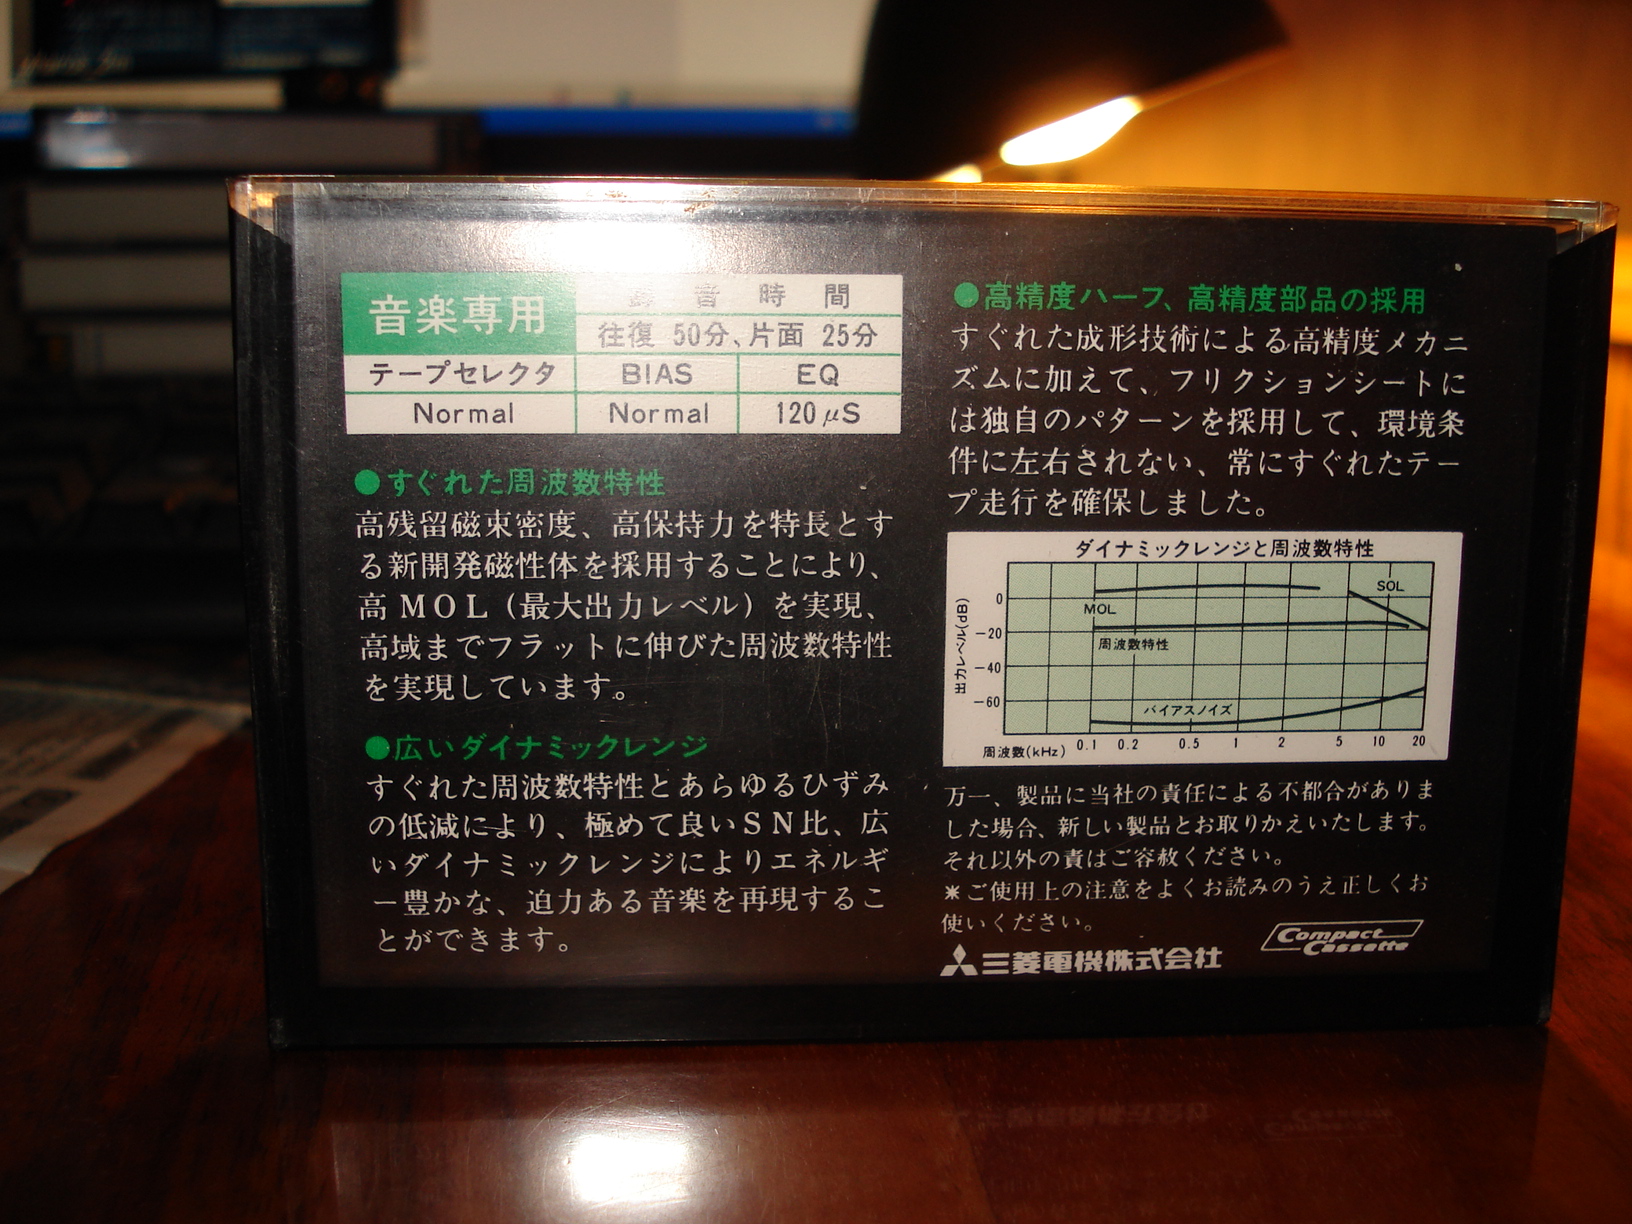 音楽専用
録音時間
往復 50分、片面 25分
テープセレクタ BIAS EQ
Normal Normal 120μS
●すぐれた周波数特性
高残留磁束密度、高保持力を特長とす
る新開発磁性体を採用することにより、
高MOL（最大出力レベル）を実現、
高域までフラットに伸びた周波数特性
を実現しています。
●広いダイナミックレンジ
すぐれた周波数特性とあらゆるひずみ
の低減により、極めて良いSN比、広
いダイナミックレンジによりエネルギ
ー豊かな、迫力ある音楽を再現するこ
とができます。
●高精度ハーフ、高精度部品の採用
すぐれた成形技術による高精度メカニ
ズムに加えて、フリクションシートに
は独自のパターンを採用して、環境条
件に左右されない、常にすぐれたテー
プ走行を確保しました。
ダイナミックレンジと周波数特性
出力レベル(dB)
0
-20
-40
-60
SOL
MOL
周波数特性
バイアスノイズ
周波数(kHz) 0.1 0.2 0.5 1 2 5 10 20
万一、製品に当社の責任による不都合がありま
した場合、新しい製品とお取りかえいたします。
それ以外の責はご容赦ください。
＊ご使用上の注意をよくお読みのうえ正しくお
使いください。
三菱電機株式会社
Compact
Cassette